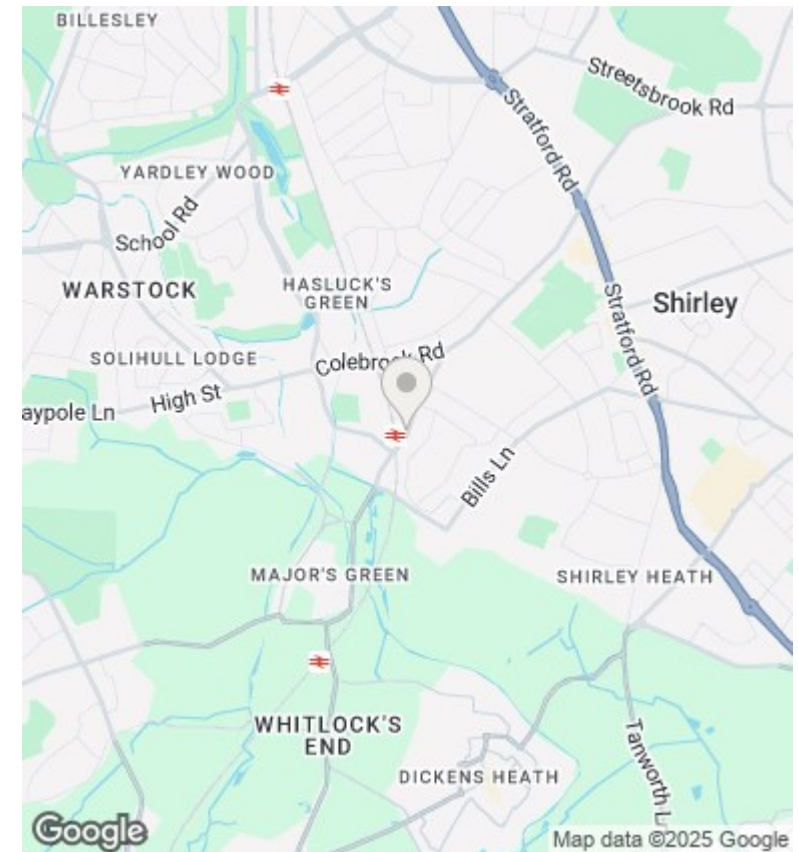 BILLESLEY
Streetsbrook Rd
Stratford Rd
YARDLEY WOOD
School Rd
HASLUCK'S
GREEN
WARSTOCK
Shirley
Stratford Rd
SOLIHULL LODGE
Colebrook Rd
High St
aypole Ln
Bills Ln
MAJOR'S GREEN
SHIRLEY HEATH
WHITLOCK'S
END
Tanworth L
DICKENS HEATH
Google
Map data ©2025 Google